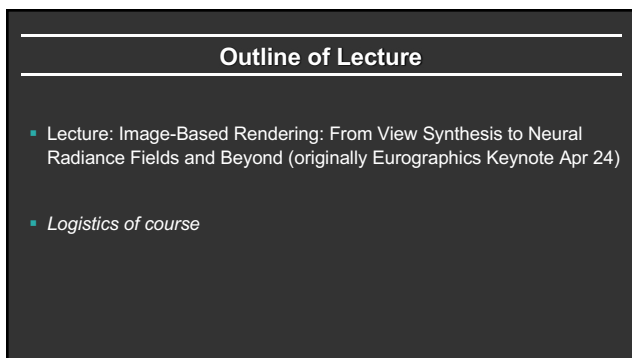 Outline of Lecture
▪ Lecture: Image-Based Rendering: From View Synthesis to Neural
Radiance Fields and Beyond (originally Eurographics Keynote Apr 24)
▪ Logistics of course